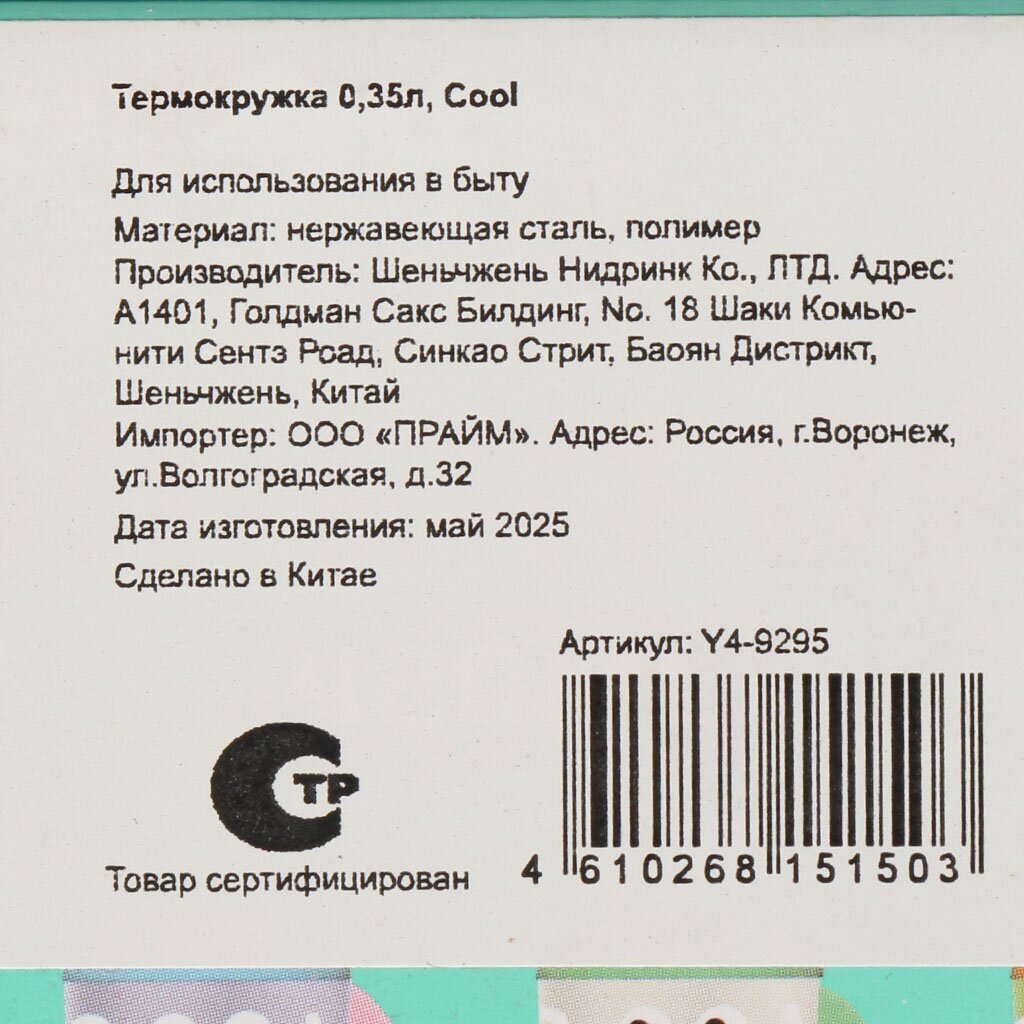 Термокружка 0,35л, Cool
Для использования в быту
Материал: нержавеющая сталь, полимер
Производитель: Шеньчжень Нидринк Ко., ЛТД. Адрес:
А1401, Голдман Сакс Билдинг, No. 18 Шаки Комью-
нити Сентэ Роад, Синкао Стрит, Баоян Дистрикт,
Шеньчжень, Китай
Импортер: ООО «ПРАЙМ». Адрес: Россия, г.Воронеж,
ул.Волгоградская, д.32
Дата изготовления: май 2025
Сделано в Китае
Артикул: Y4-9295
СТР
Товар сертифицирован
4 610268 151503